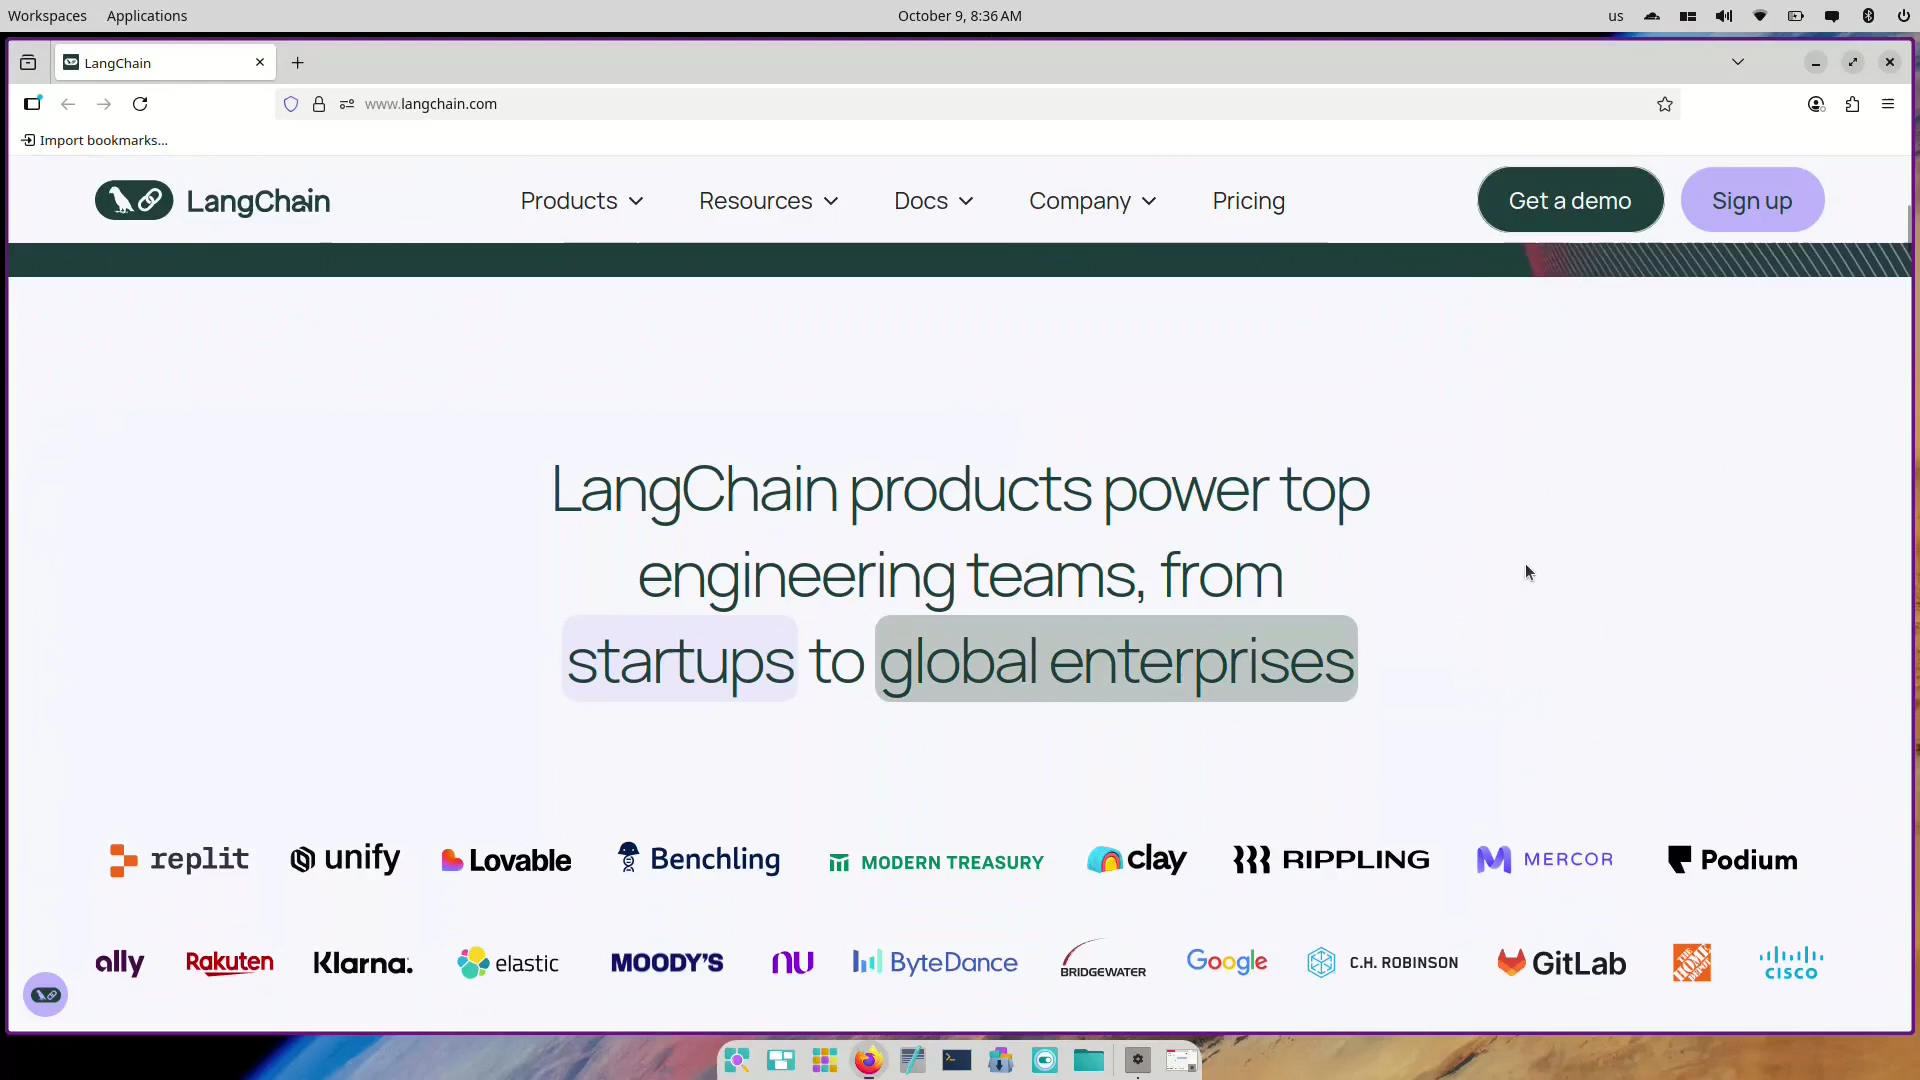 Workspaces Applications October 9, 8:36 AM us
LangChain
www.langchain.com
Import bookmarks...
LangChain Products Resources Docs Company Pricing Get a demo Sign up
LangChain products power top
engineering teams, from
startups to global enterprises
replit unify Lovable Benchling MODERN TREASURY clay RIPPLING MERCOR Podium
ally Rakuten Klarna. elastic MOODY'S nu ByteDance BRIDGEWATER Google C.H. ROBINSON GitLab THE HOME DEPOT CISCO